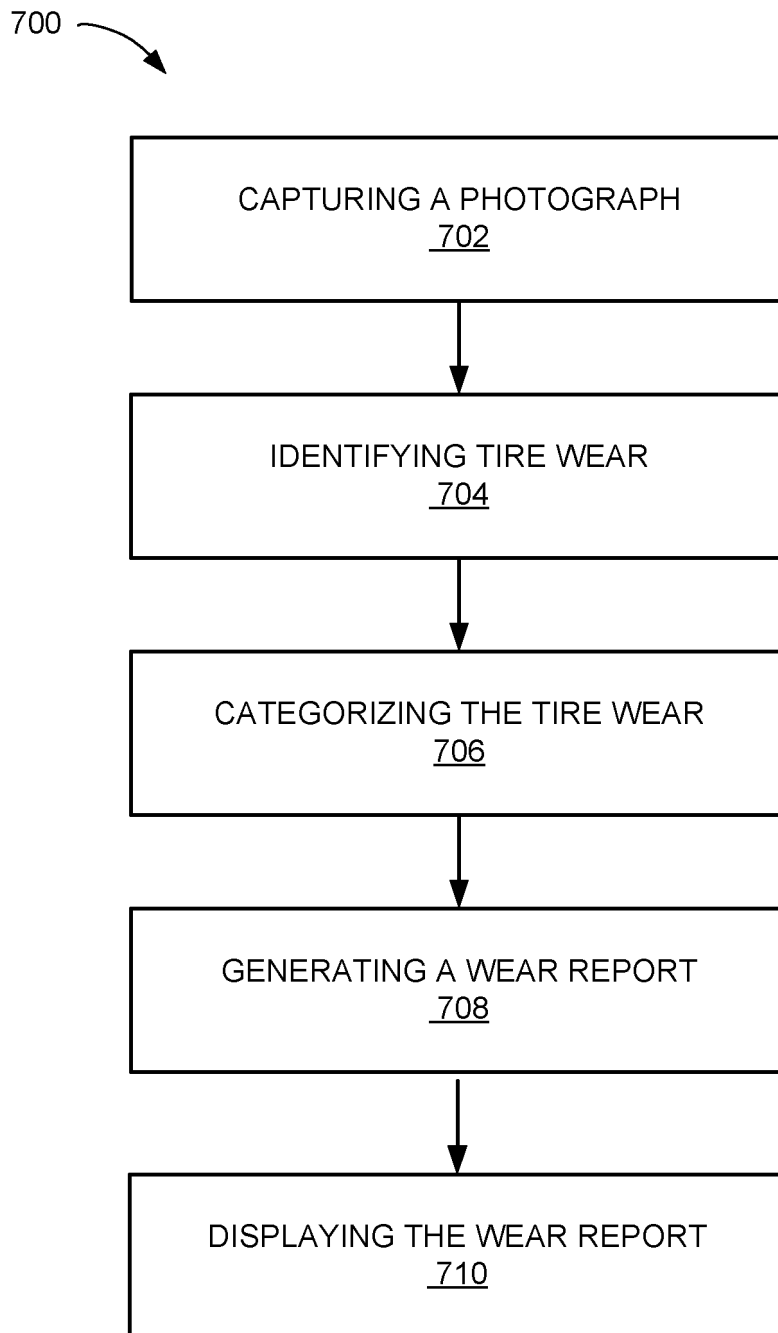 700
CAPTURING A PHOTOGRAPH
702
IDENTIFYING TIRE WEAR
704
CATEGORIZING THE TIRE WEAR
706
GENERATING A WEAR REPORT
708
DISPLAYING THE WEAR REPORT
710